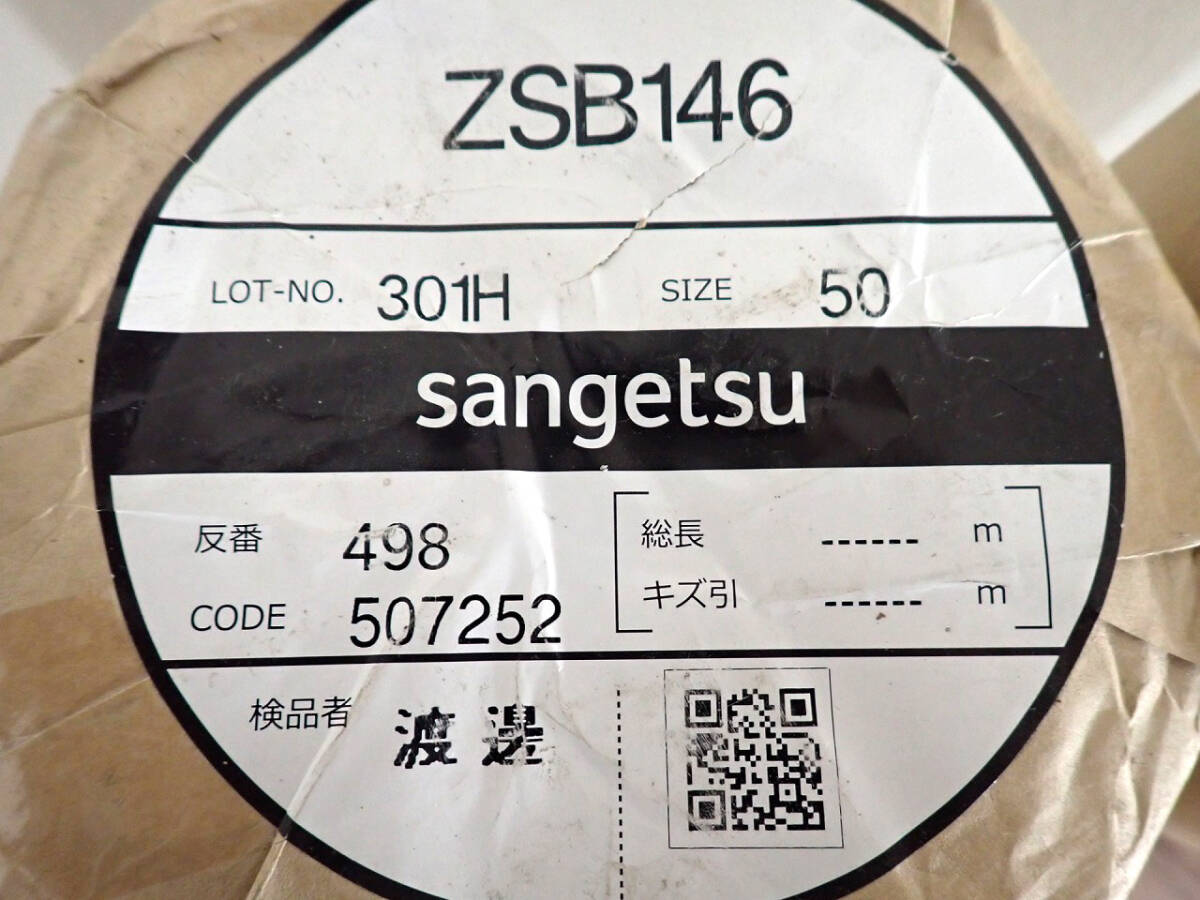 ZSB146
LOT-NO. 301H SIZE 50
sangetsu
反番 498
CODE 507252
総長 ------ m
キズ引 ------ m
検品者 渡邊